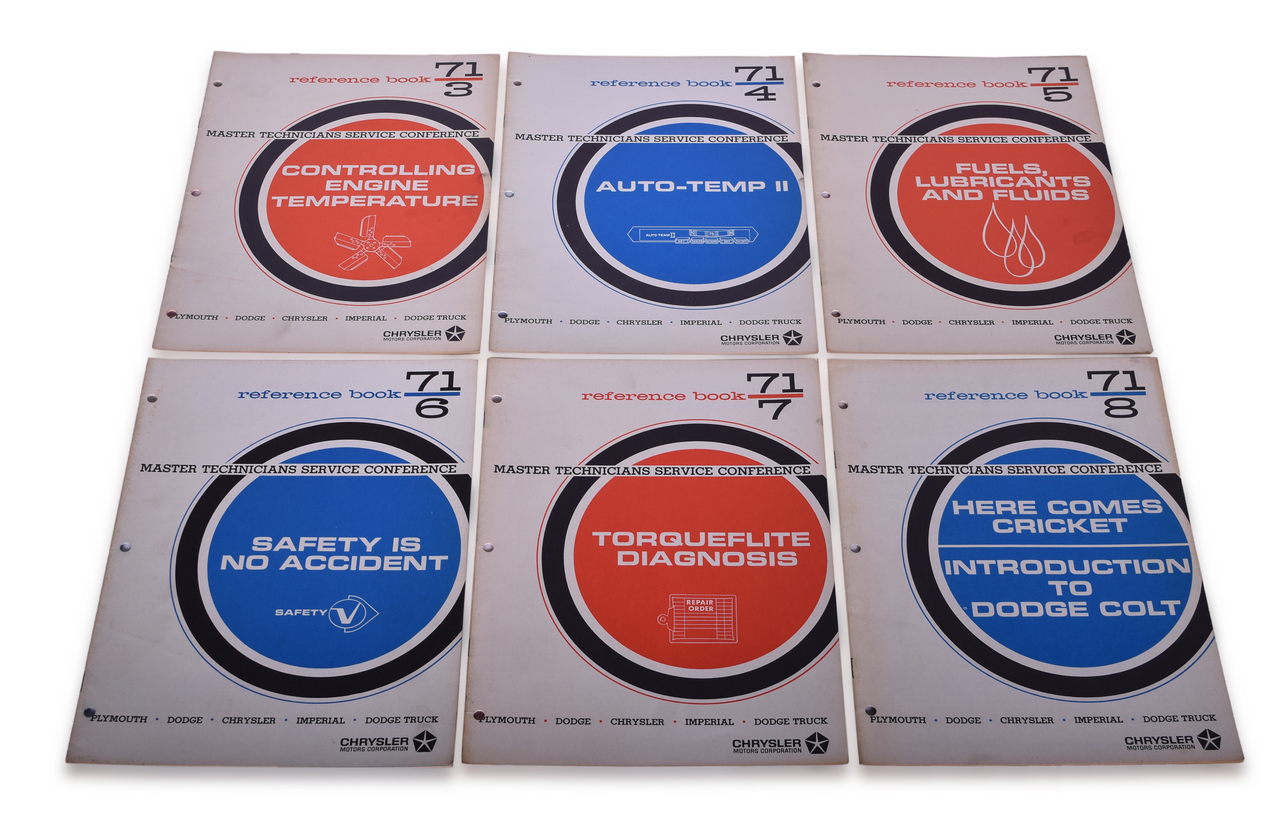 reference book 71
3
MASTER TECHNICIANS SERVICE CONFERENCE
CONTROLLING
ENGINE
TEMPERATURE
PLYMOUTH • DODGE • CHRYSLER • IMPERIAL • DODGE TRUCK
CHRYSLER
MOTORS CORPORATION
reference book 71
4
MASTER TECHNICIANS SERVICE CONFERENCE
AUTO-TEMP II
AUTO-TEMP II
PLYMOUTH • DODGE • CHRYSLER • IMPERIAL • DODGE TRUCK
CHRYSLER
MOTORS CORPORATION
reference book 71
5
MASTER TECHNICIANS SERVICE CONFERENCE
FUELS,
LUBRICANTS
AND FLUIDS
PLYMOUTH • DODGE • CHRYSLER • IMPERIAL • DODGE TRUCK
CHRYSLER
MOTORS CORPORATION
reference book 71
6
MASTER TECHNICIANS SERVICE CONFERENCE
SAFETY IS
NO ACCIDENT
SAFETY V
PLYMOUTH • DODGE • CHRYSLER • IMPERIAL • DODGE TRUCK
CHRYSLER
MOTORS CORPORATION
reference book 71
7
MASTER TECHNICIANS SERVICE CONFERENCE
TORQUEFLITE
DIAGNOSIS
REPAIR
ORDER
PLYMOUTH • DODGE • CHRYSLER • IMPERIAL • DODGE TRUCK
CHRYSLER
MOTORS CORPORATION
reference book 71
8
MASTER TECHNICIANS SERVICE CONFERENCE
HERE COMES
CRICKET
INTRODUCTION
TO
DODGE COLT
PLYMOUTH • DODGE • CHRYSLER • IMPERIAL • DODGE TRUCK
CHRYSLER
MOTORS CORPORATION